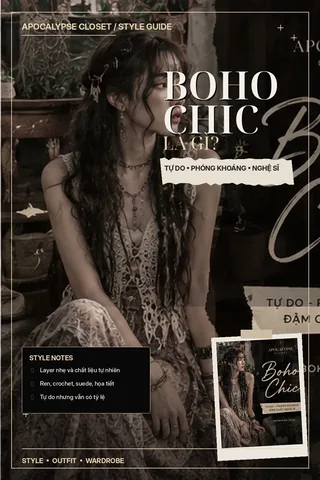 APOCALYPSE CLOSET / STYLE GUIDE
BOHO
CHIC
LÀ GÌ?
TỰ DO • PHÓNG KHOÁNG • NGHỆ SĨ
TỰ DO -
ĐẬM
STYLE NOTES
Layer nhẹ và chất liệu tự nhiên
Ren, crochet, suede, họa tiết
Tự do nhưng vẫn có tỷ lệ
APOCALYPSE
Boho
Chic
STYLE • OUTFIT • WARDROBE